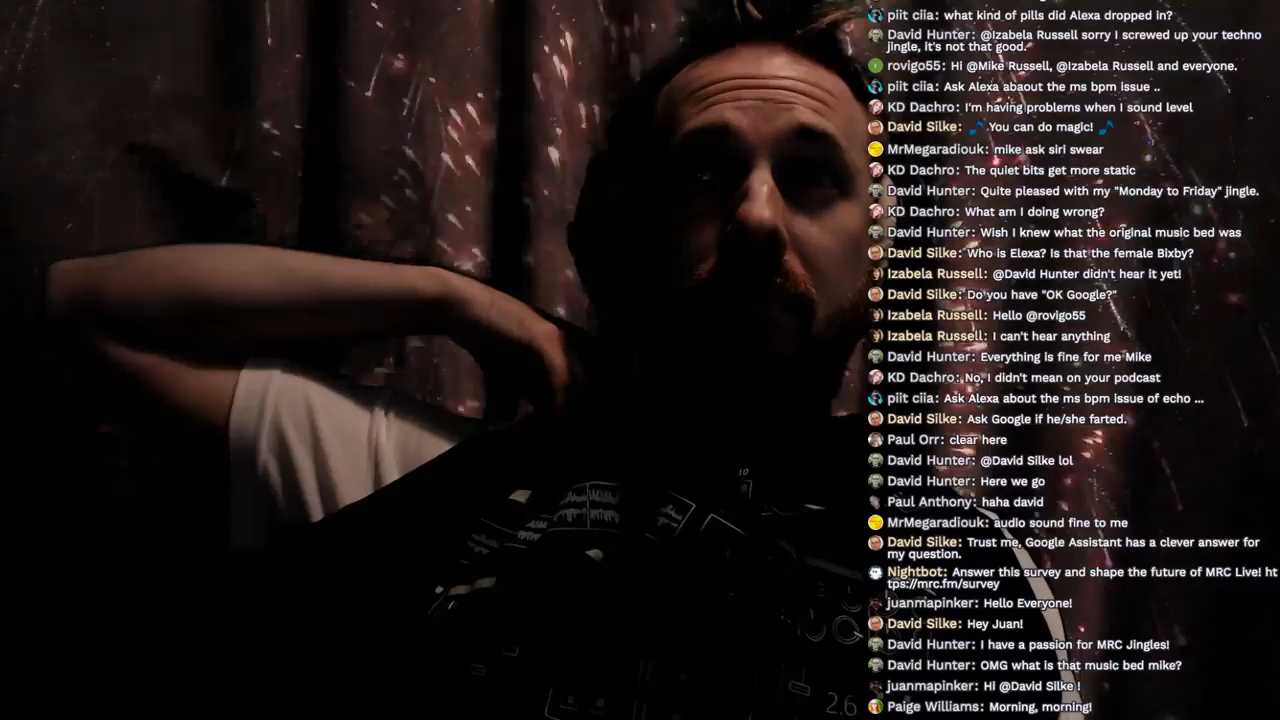 piit ciia: what kind of pills did Alexa dropped in?
David Hunter: @Izabela Russell sorry I screwed up your techno
jingle, it's not that good.
rovigo55: Hi @Mike Russell, @Izabela Russell and everyone.
piit ciia: Ask Alexa abaout the ms bpm issue ..
KD Dachro: I'm having problems when I sound level
David Silke: 🎵 You can do magic! 🎵
MrMegaradiouk: mike ask siri swear
KD Dachro: The quiet bits get more static
David Hunter: Quite pleased with my "Monday to Friday" jingle.
KD Dachro: What am I doing wrong?
David Hunter: Wish I knew what the original music bed was
David Silke: Who is Elexa? Is that the female Bixby?
Izabela Russell: @David Hunter didn't hear it yet!
David Silke: Do you have "OK Google?"
Izabela Russell: Hello @rovigo55
Izabela Russell: I can't hear anything
David Hunter: Everything is fine for me Mike
KD Dachro: No, I didn't mean on your podcast
piit ciia: Ask Alexa about the ms bpm issue of echo ...
David Silke: Ask Google if he/she farted.
Paul Orr: clear here
David Hunter: @David Silke lol
David Hunter: Here we go
Paul Anthony: haha david
MrMegaradiouk: audio sound fine to me
David Silke: Trust me, Google Assistant has a clever answer for
my question.
Nightbot: Answer this survey and shape the future of MRC Live! ht
tps://mrc.fm/survey
juanmapinker: Hello Everyone!
David Silke: Hey Juan!
David Hunter: I have a passion for MRC Jingles!
David Hunter: OMG what is that music bed mike?
juanmapinker: Hi @David Silke !
Paige Williams: Morning, morning!
10
2.6